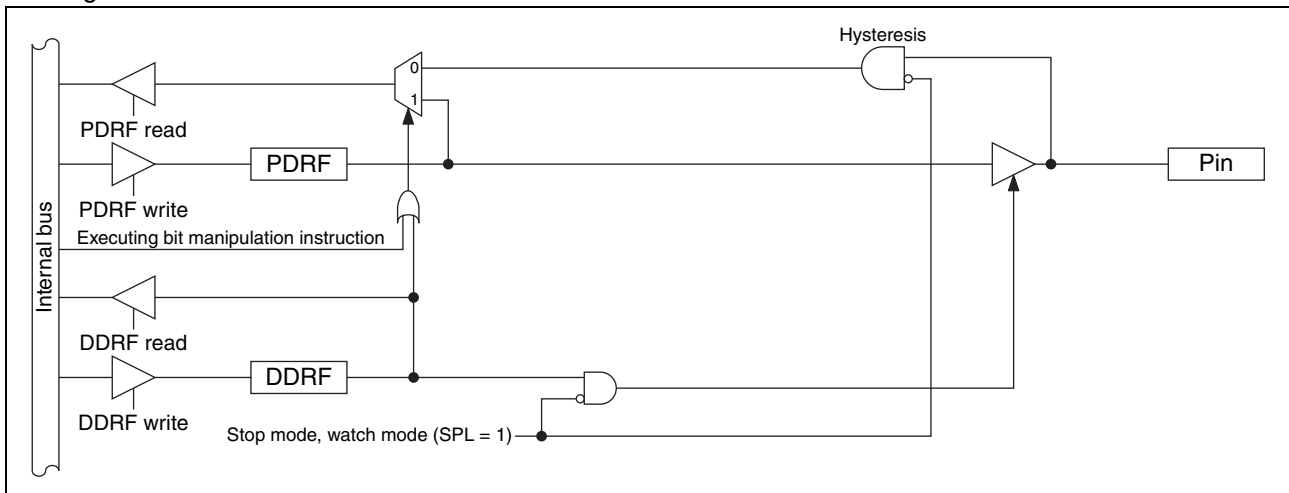 Hysteresis
0
1
PDRF read
PDRF
Pin
PDRF write
Executing bit manipulation instruction
Internal bus
DDRF read
DDRF
DDRF write
Stop mode, watch mode (SPL = 1)